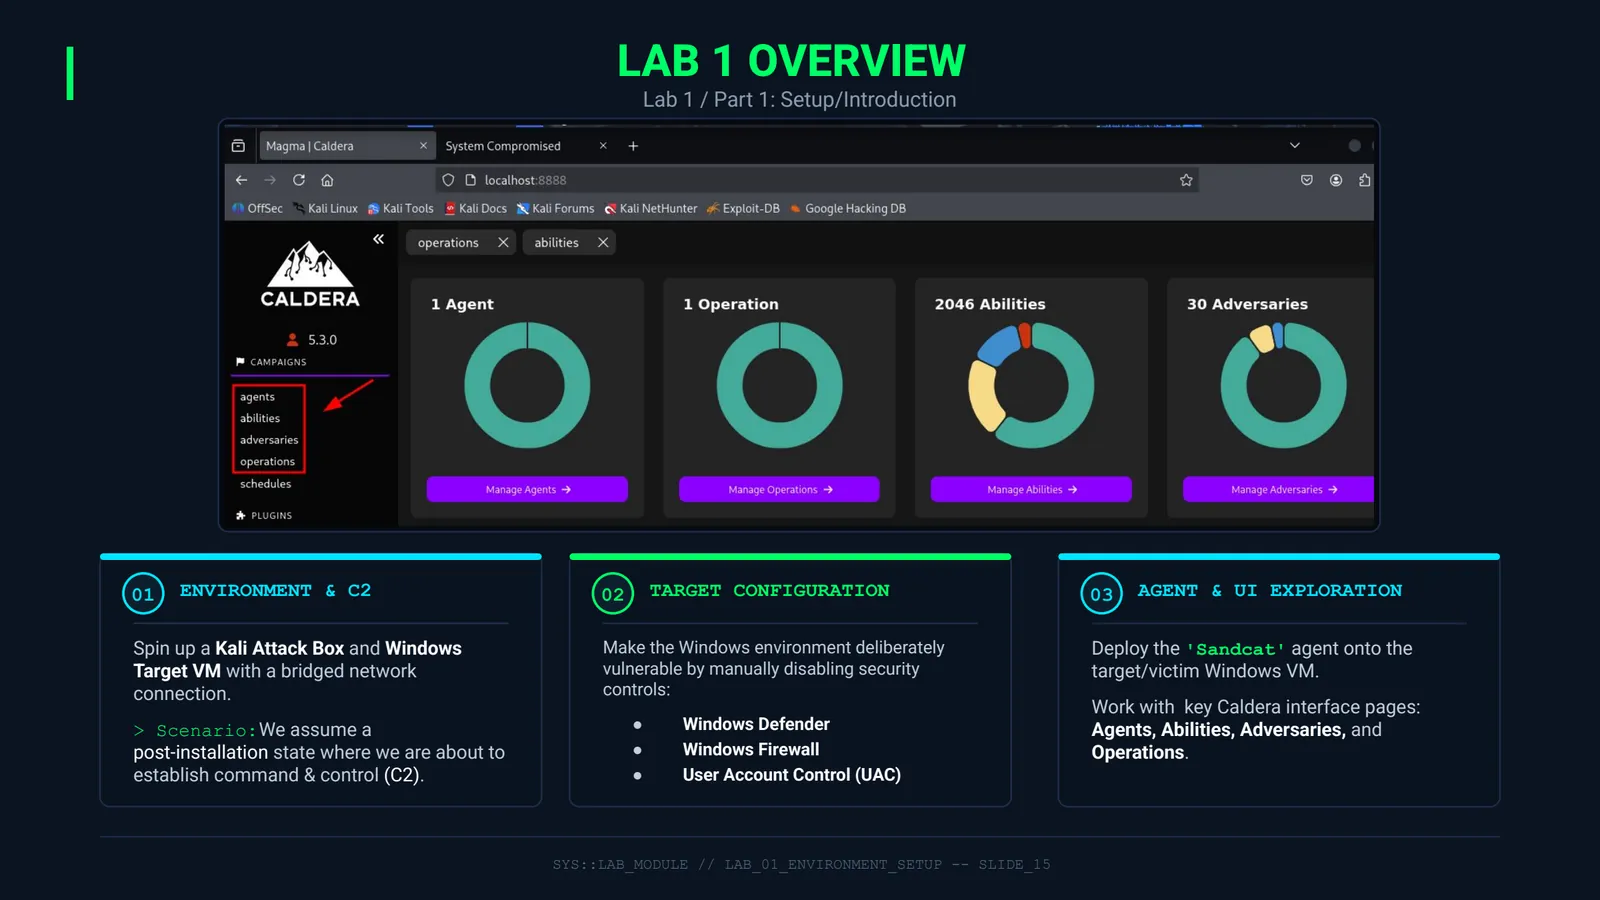 LAB 1 OVERVIEW
Lab 1 / Part 1: Setup/Introduction
Magma | Caldera
System Compromised
localhost:8888
OffSec Kali Linux Kali Tools Kali Docs Kali Forums Kali NetHunter Exploit-DB Google Hacking DB
CALDERA
5.3.0
CAMPAIGNS
agents
abilities
adversaries
operations
schedules
PLUGINS
operations
abilities
1 Agent
Manage Agents →
1 Operation
Manage Operations →
2046 Abilities
Manage Abilities →
30 Adversaries
Manage Adversaries →
01 ENVIRONMENT & C2
Spin up a Kali Attack Box and Windows
Target VM with a bridged network
connection.
> Scenario: We assume a
post-installation state where we are about to
establish command & control (C2).
02 TARGET CONFIGURATION
Make the Windows environment deliberately
vulnerable by manually disabling security
controls:
● Windows Defender
● Windows Firewall
● User Account Control (UAC)
03 AGENT & UI EXPLORATION
Deploy the 'Sandcat' agent onto the
target/victim Windows VM.
Work with key Caldera interface pages:
Agents, Abilities, Adversaries, and
Operations.
SYS::LAB_MODULE // LAB_01_ENVIRONMENT_SETUP -- SLIDE_15